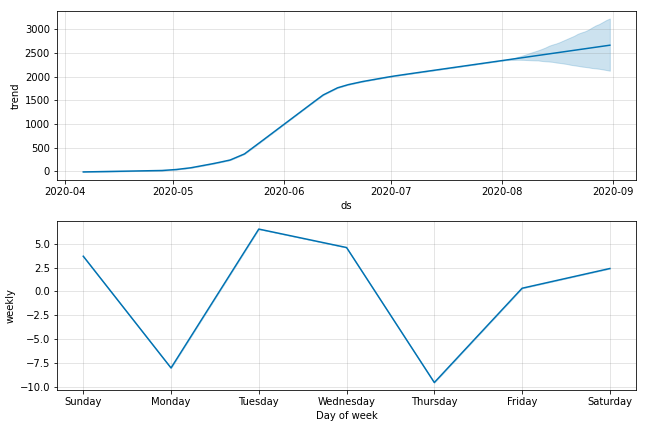 3000
2500
2000
1500
1000
500
0
trend
2020-04 2020-05 2020-06 2020-07 2020-08 2020-09
ds
5.0
2.5
0.0
−2.5
−5.0
−7.5
−10.0
weekly
Sunday Monday Tuesday Wednesday Thursday Friday Saturday
Day of week